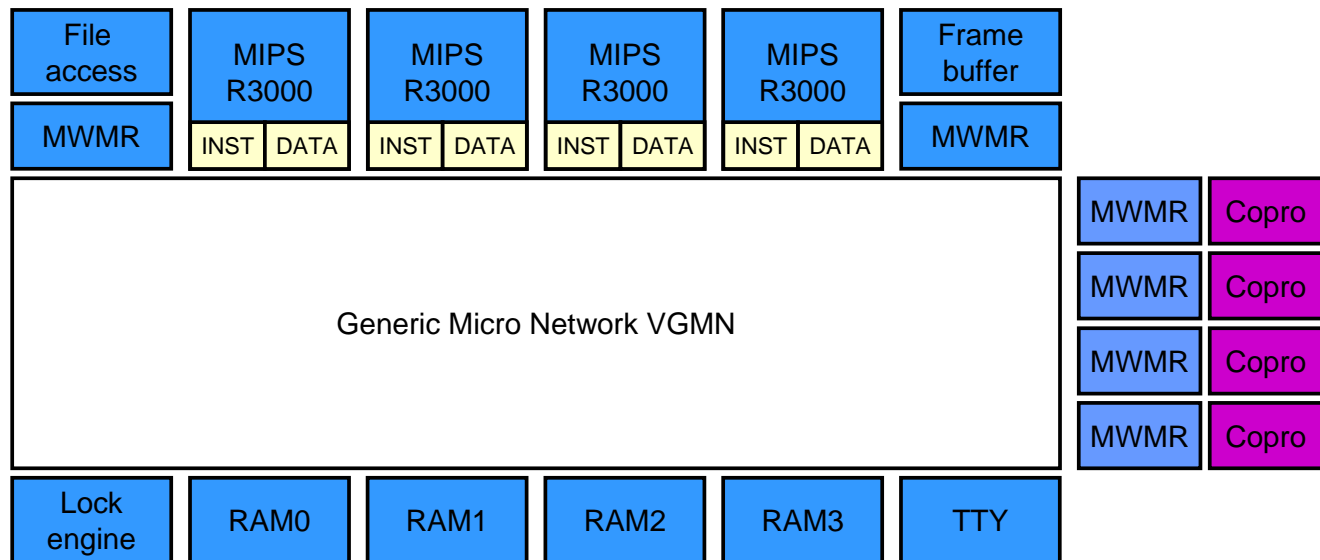 File
access
MIPS
R3000
MIPS
R3000
MIPS
R3000
MIPS
R3000
Frame
buffer
MWMR
INST DATA
INST DATA
INST DATA
INST DATA
MWMR
Generic Micro Network VGMN
MWMR Copro
MWMR Copro
MWMR Copro
MWMR Copro
Lock
engine
RAM0
RAM1
RAM2
RAM3
TTY